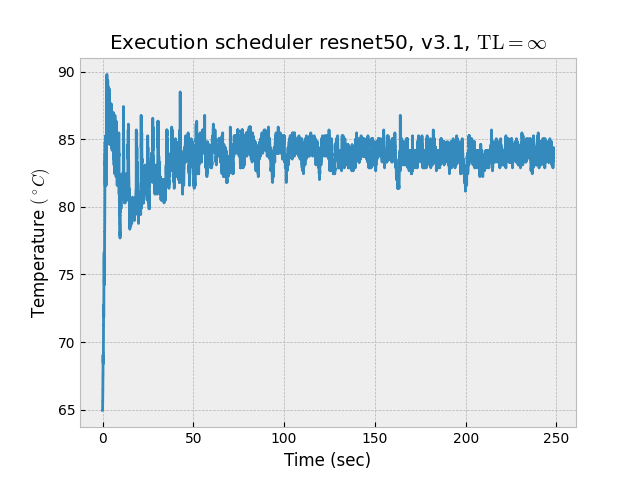 Execution scheduler resnet50, v3.1, TL = ∞
90
85
80
75
70
65
Temperature (°C)
0 50 100 150 200 250
Time (sec)